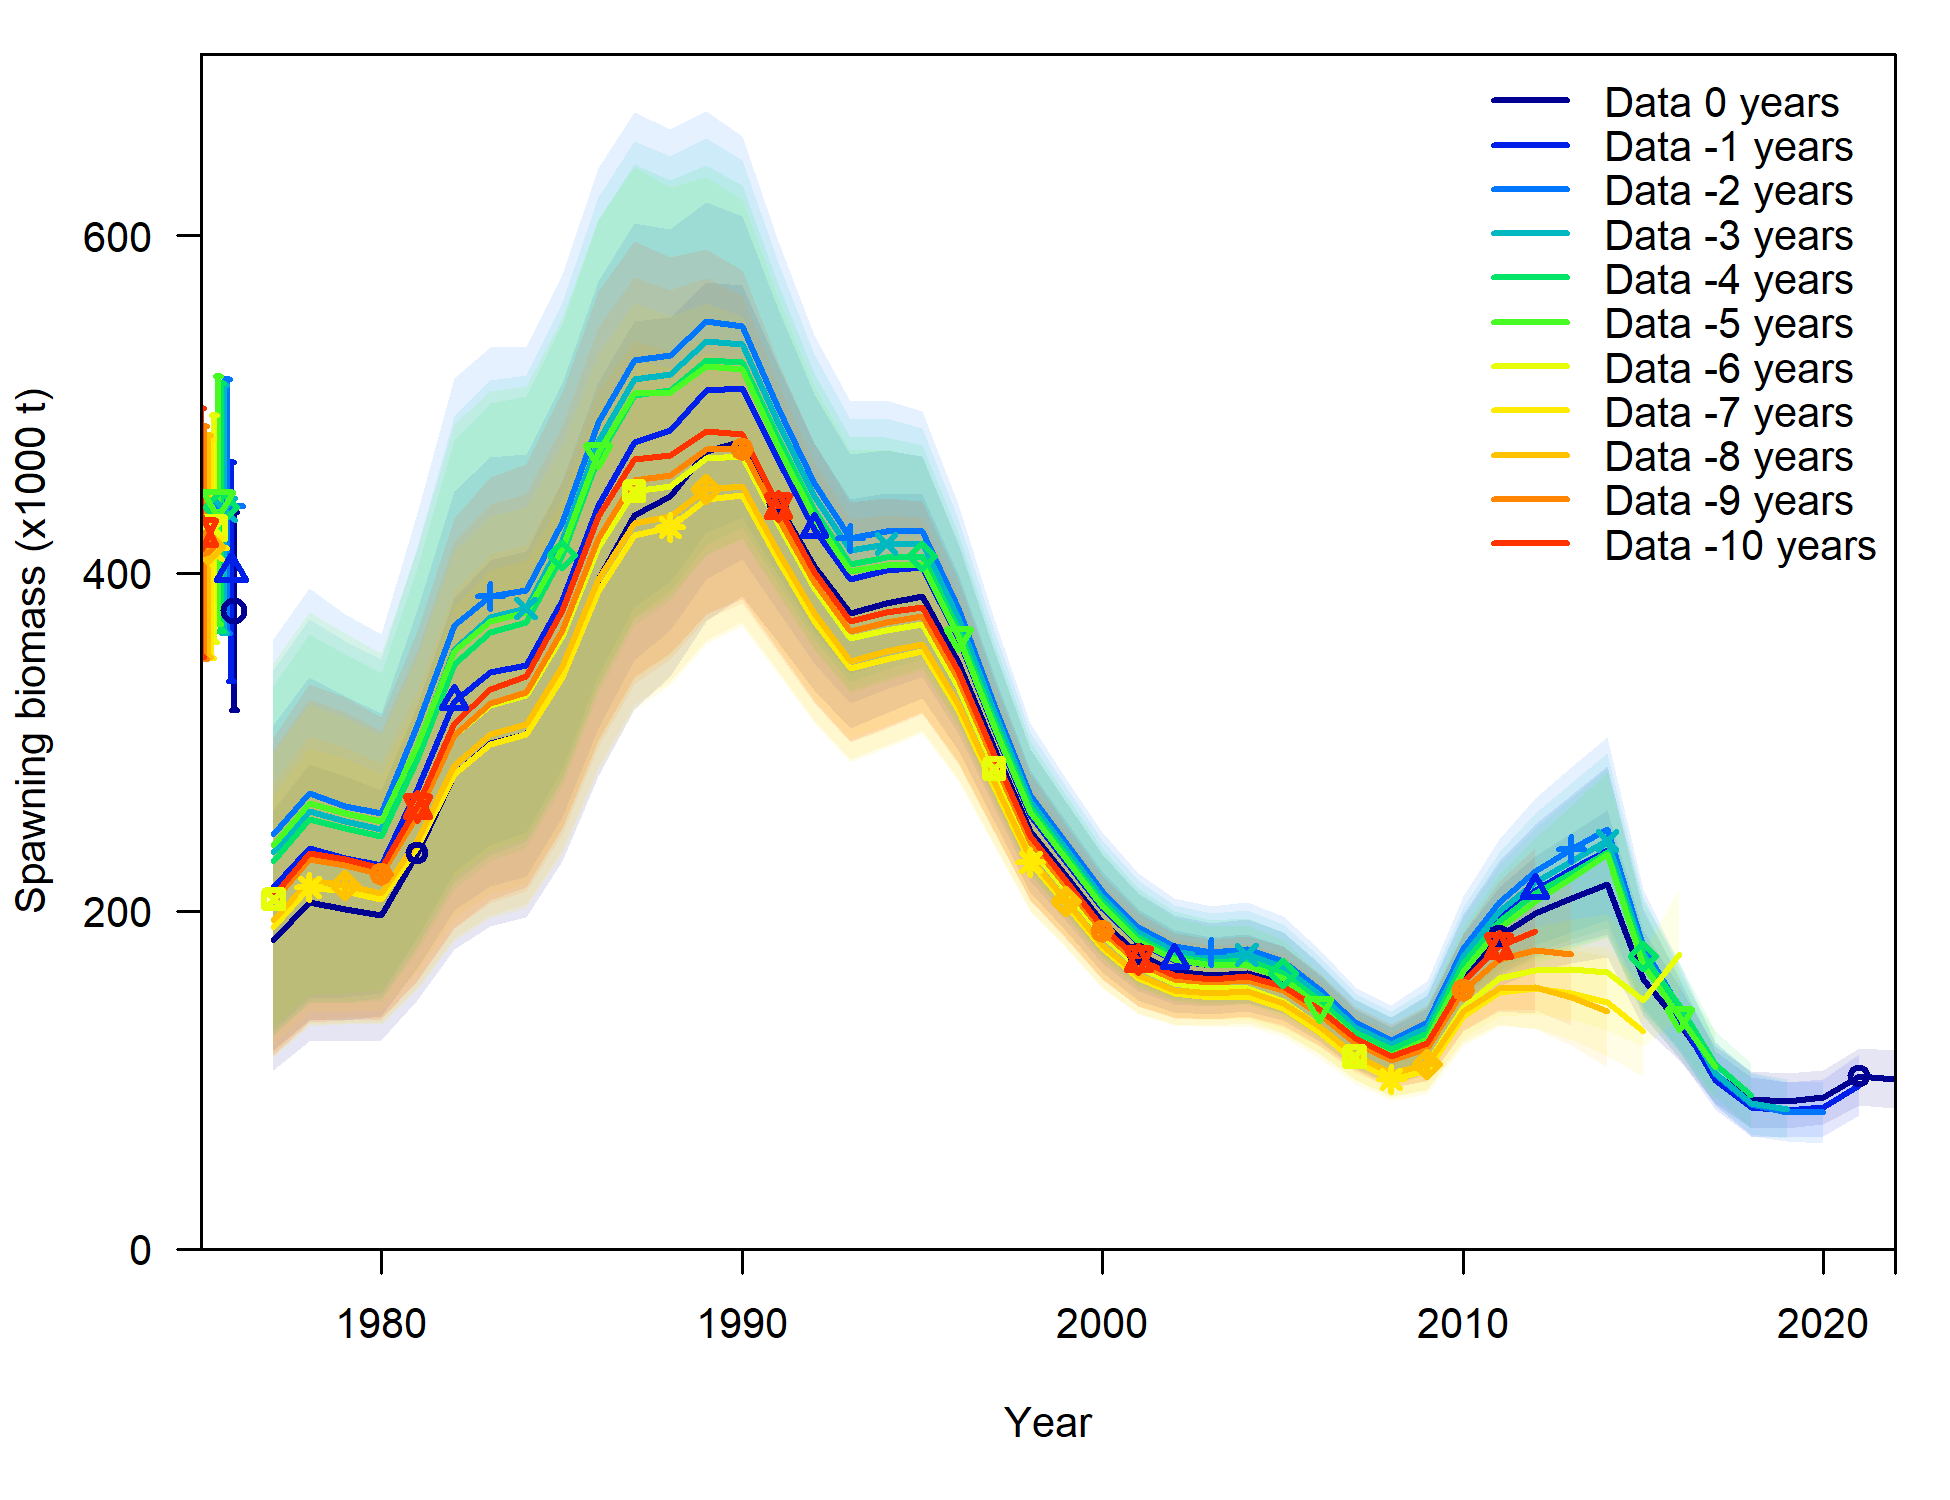 Data 0 years
Data -1 years
Data -2 years
Data -3 years
Data -4 years
Data -5 years
Data -6 years
Data -7 years
Data -8 years
Data -9 years
Data -10 years
Spawning biomass (x1000 t)
600
400
200
0
1980 1990 2000 2010 2020
Year